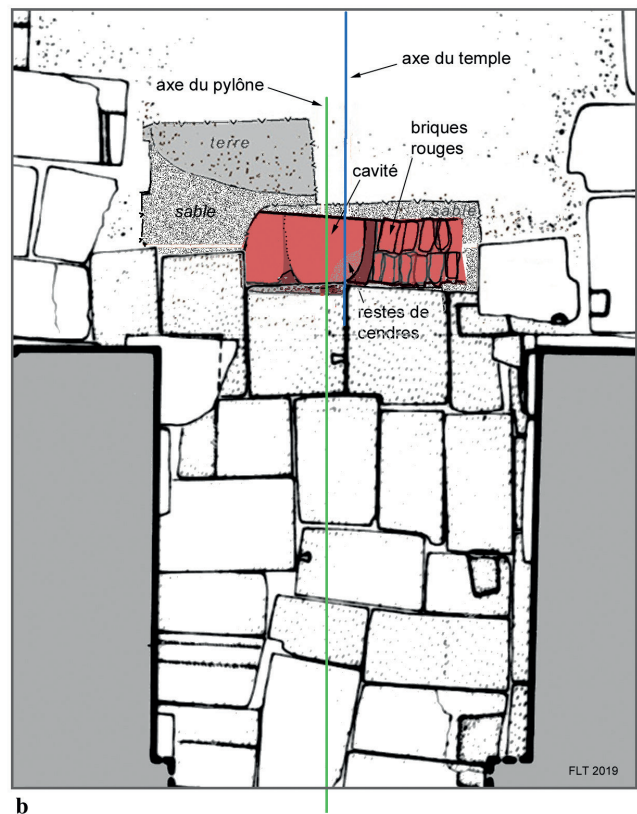 axe du temple
axe du pylône
briques
rouges
terre
cavité
sable
sable
restes de
cendres
FLT 2019
b